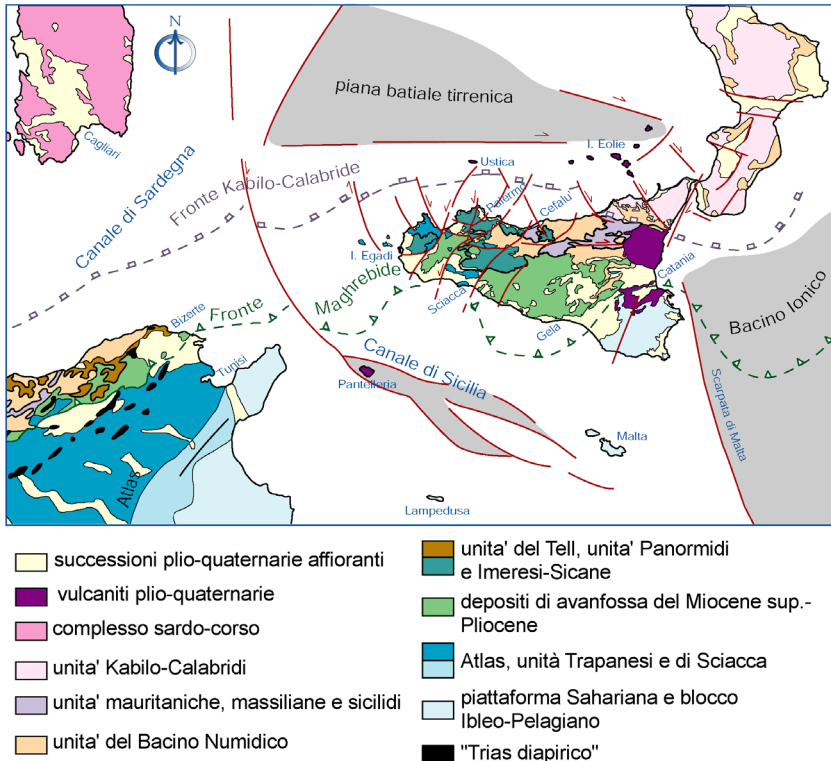 N
piana batiale tirrenica
Cagliari
Canale di Sardegna
Fronte Kabilo-Calabride
Ustica
I. Eolie
Palermo
Cefalu'
I. Egadi
Maghrebide
Fronte
Bizerte
Sciacca
Gela
Catania
Bacino Ionico
Tunisi
Canale di Sicilia
Pantelleria
Scarpata di Malta
Malta
Atlas
Lampedusa
successioni plio-quaternarie affioranti
vulcaniti plio-quaternarie
complesso sardo-corso
unita' Kabilo-Calabridi
unita' mauritaniche, massiliane e sicilidi
unita' del Bacino Numidico
unita' del Tell, unita' Panormidi
e Imeresi-Sicane
depositi di avanfossa del Miocene sup.-
Pliocene
Atlas, unità Trapanesi e di Sciacca
piattaforma Sahariana e blocco
Ibleo-Pelagiano
"Trias diapirico"